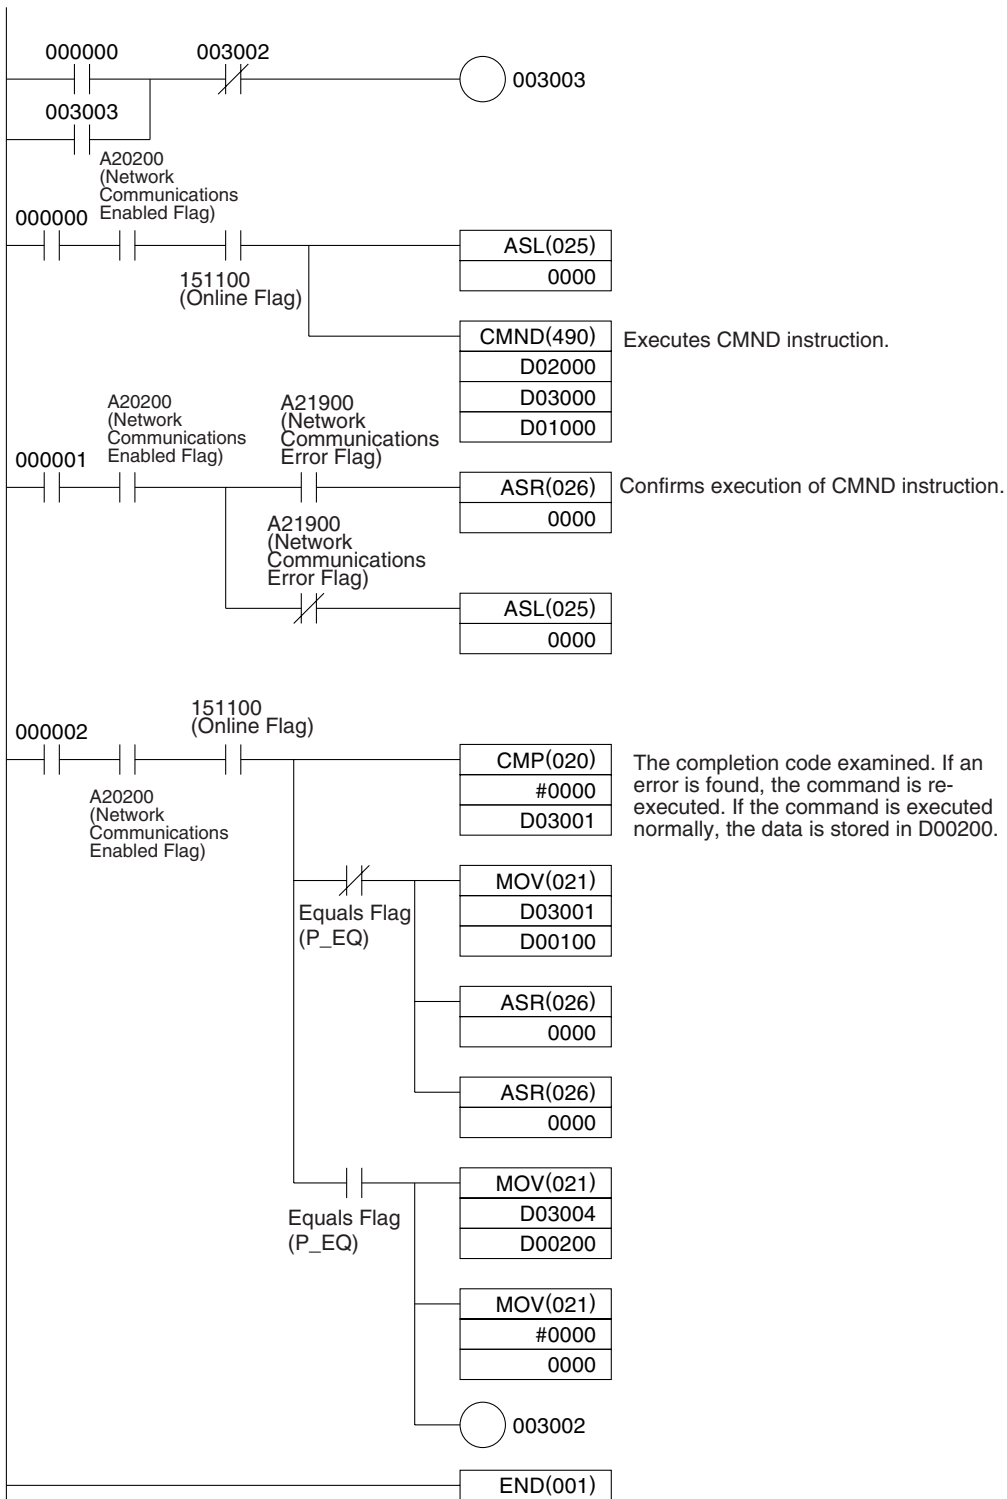 000000
003002
003003
003003
A20200
(Network
Communications
Enabled Flag)
000000
151100
(Online Flag)
ASL(025)
0000
CMND(490)
D02000
D03000
D01000
Executes CMND instruction.
A20200
(Network
Communications
Enabled Flag)
A21900
(Network
Communications
Error Flag)
000001
ASR(026)
0000
Confirms execution of CMND instruction.
A21900
(Network
Communications
Error Flag)
ASL(025)
0000
151100
(Online Flag)
000002
A20200
(Network
Communications
Enabled Flag)
CMP(020)
#0000
D03001
The completion code examined. If an
error is found, the command is re-
executed. If the command is executed
normally, the data is stored in D00200.
Equals Flag
(P_EQ)
MOV(021)
D03001
D00100
ASR(026)
0000
ASR(026)
0000
Equals Flag
(P_EQ)
MOV(021)
D03004
D00200
MOV(021)
#0000
0000
003002
END(001)